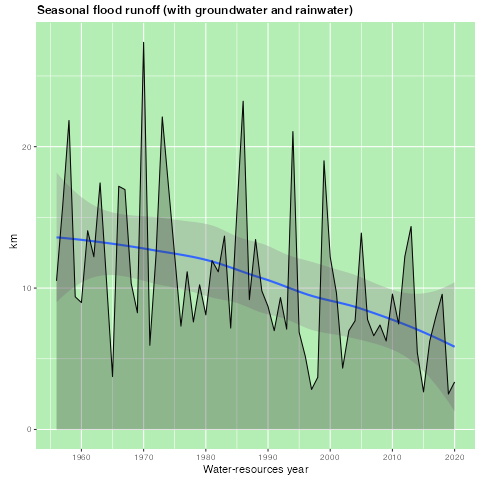 Seasonal flood runoff (with groundwater and rainwater)
km
20
10
0
1960 1970 1980 1990 2000 2010 2020
Water-resources year